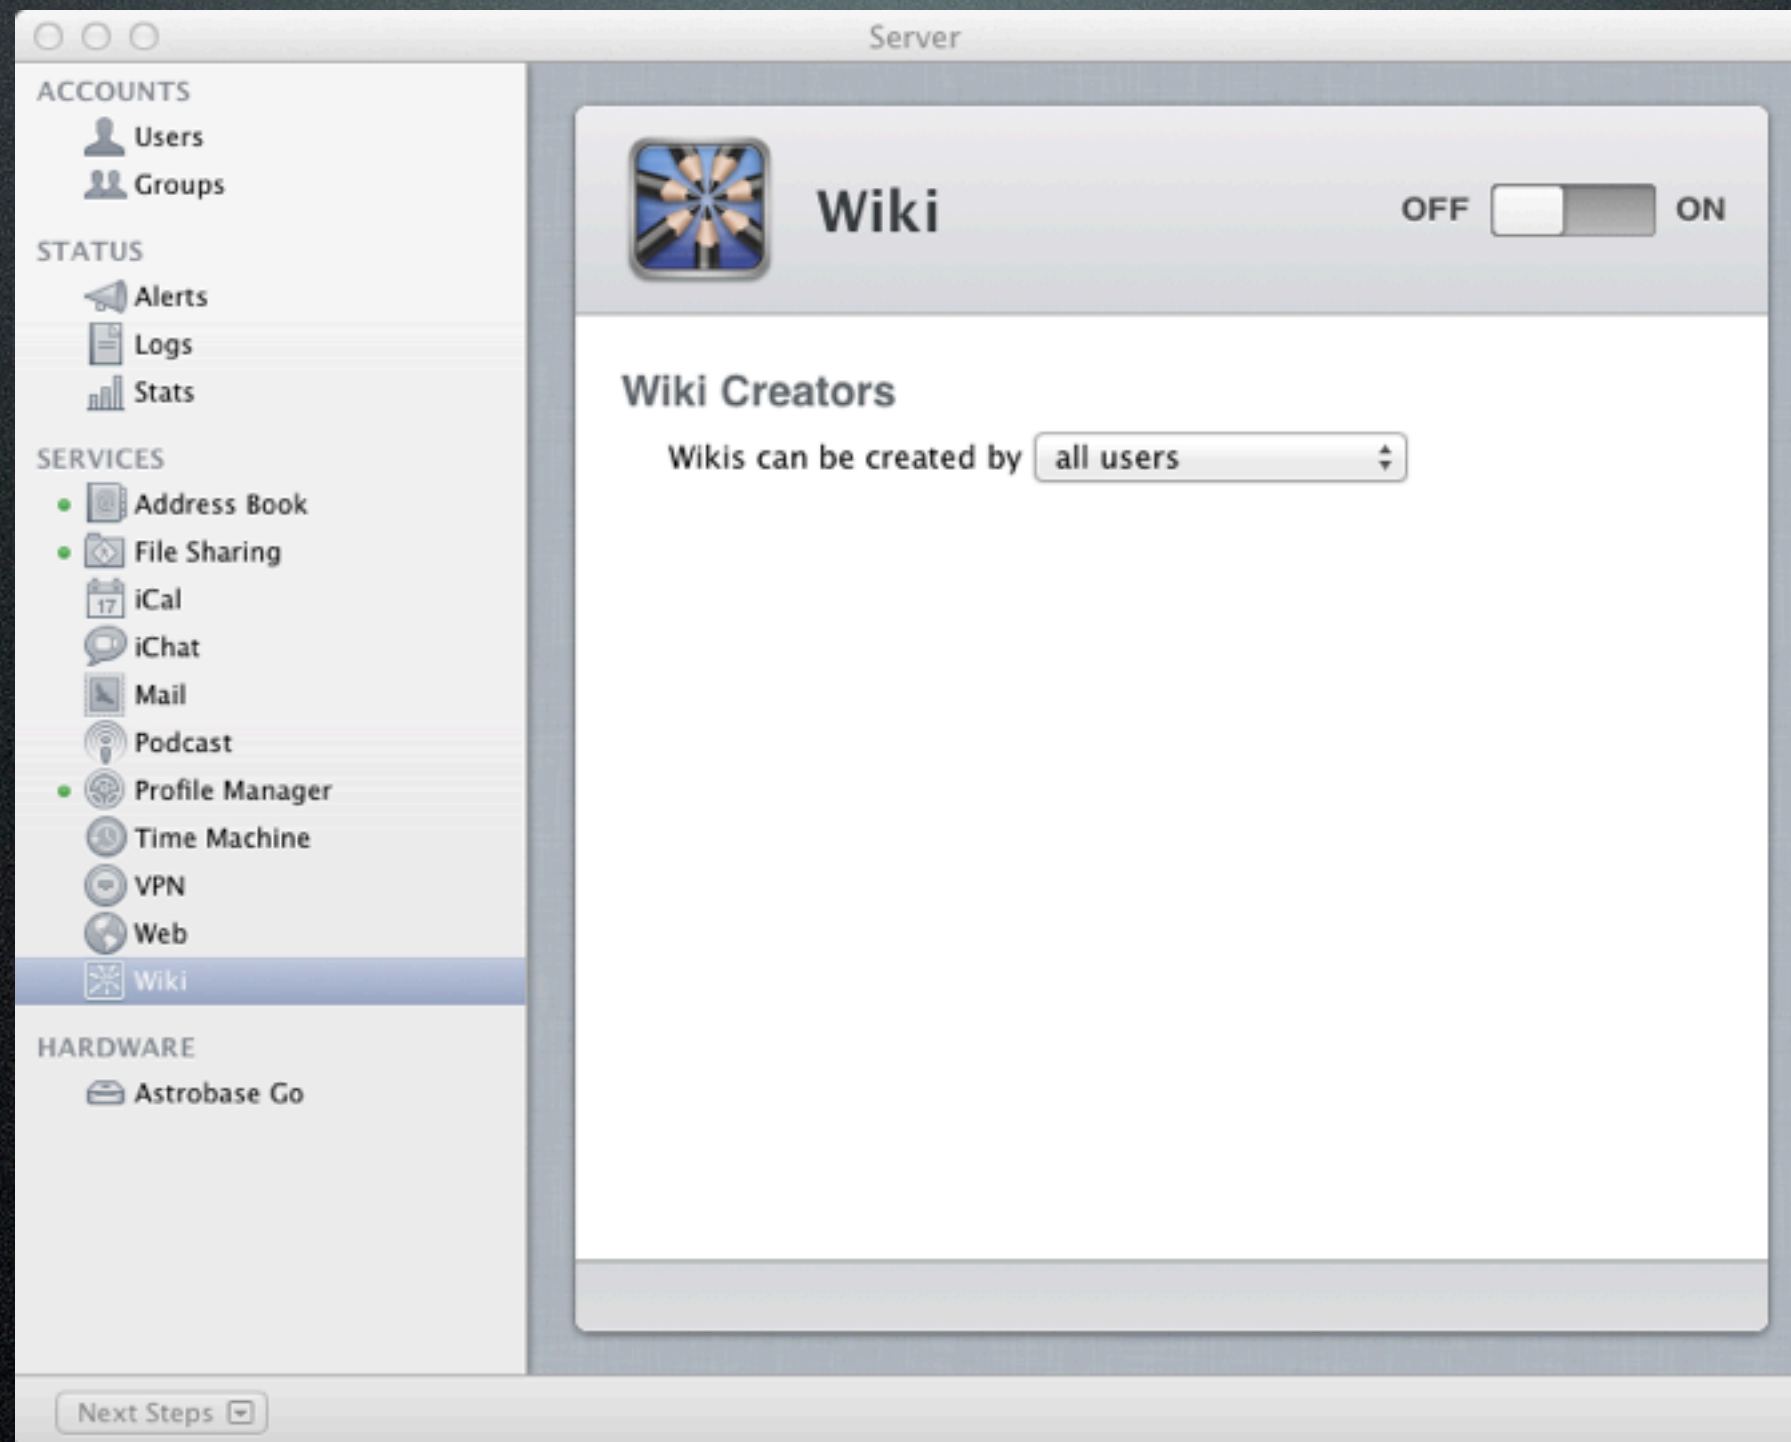 Server
ACCOUNTS
Users
Groups
STATUS
Alerts
Logs
Stats
SERVICES
Address Book
File Sharing
17 iCal
iChat
Mail
Podcast
Profile Manager
Time Machine
VPN
Web
Wiki
HARDWARE
Astrobase Go
Next Steps
Wiki OFF ON
Wiki Creators
Wikis can be created by all users